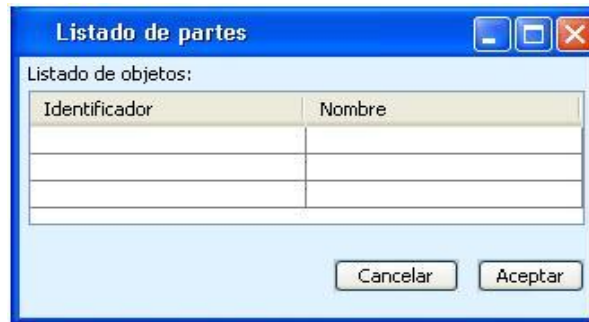 Listado de partes
Listado de objetos:
Identificador Nombre
Cancelar Aceptar